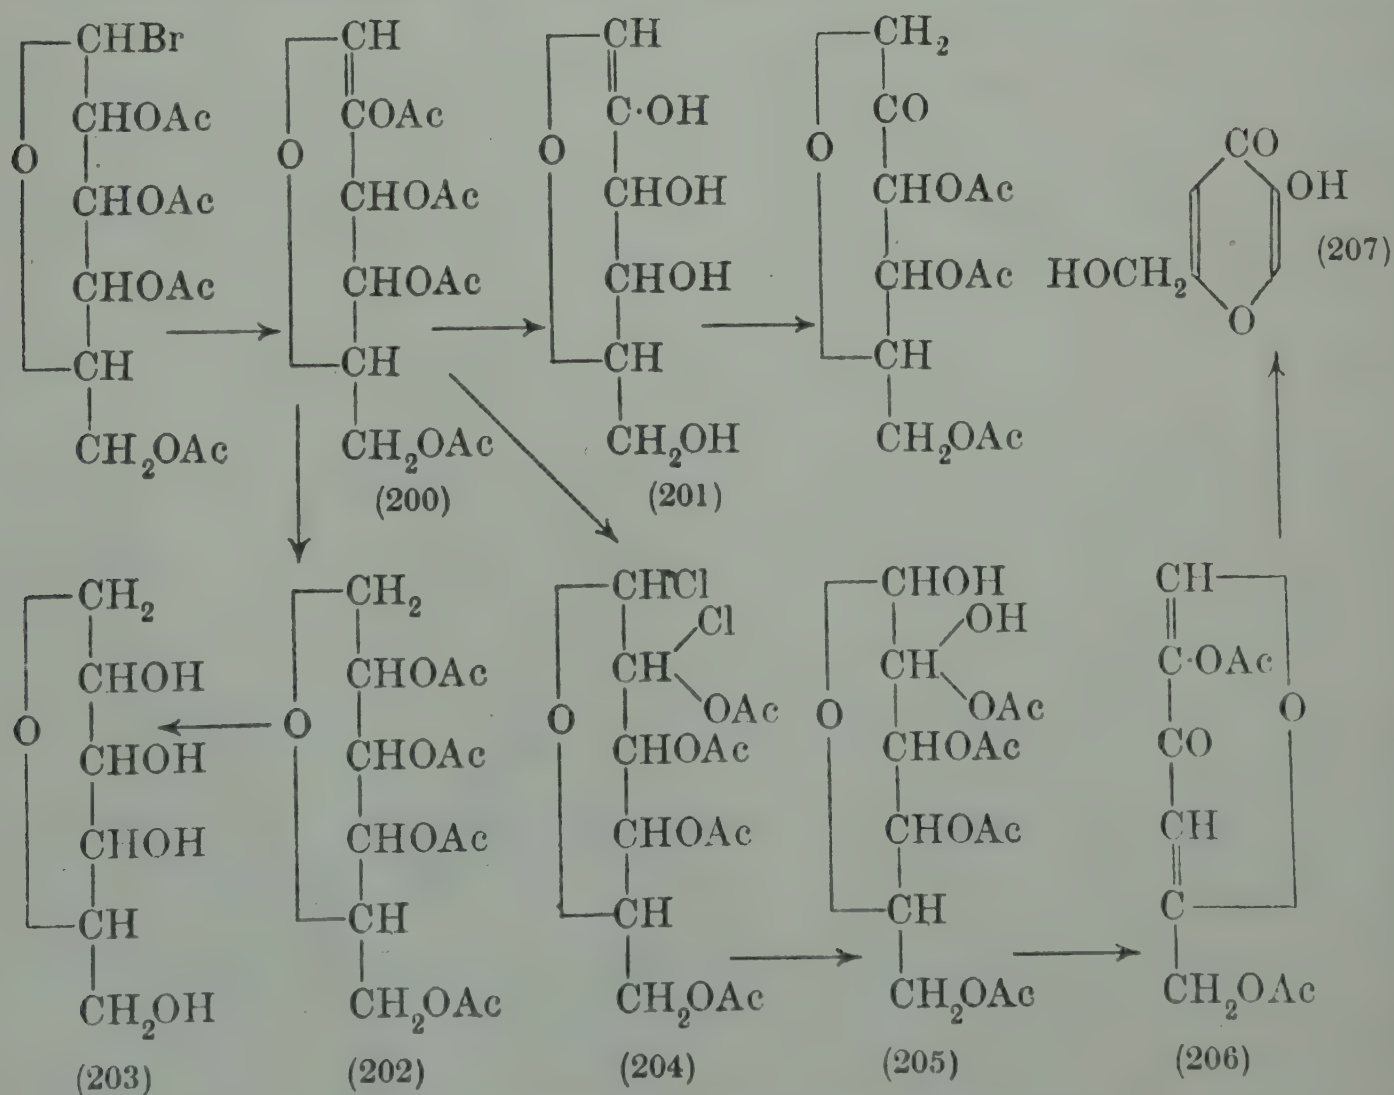 CHBr
CHOAc
CHOAc
CHOAc
CH
CH₂OAc
O
CH
COAc
CHOAc
CHOAc
CH
CH₂OAc
O
(200)
CH
C·OH
CHOH
CHOH
CH
CH₂OH
O
(201)
CH₂
CO
CHOAc
CHOAc
CH
CH₂OAc
O
CO
OH
HOCH₂
O
(207)
CH₂
CHOH
CHOH
CHOH
CH
CH₂OH
O
(203)
CH₂
CHOAc
CHOAc
CHOAc
CH
CH₂OAc
O
(202)
CHCl
Cl
CH
OAc
CHOAc
CHOAc
CH
CH₂OAc
O
(204)
CHOH
OH
CH
OAc
CHOAc
CHOAc
CH
CH₂OAc
O
(205)
CH
C·OAc
CO
CH
C
CH₂OAc
O
(206)